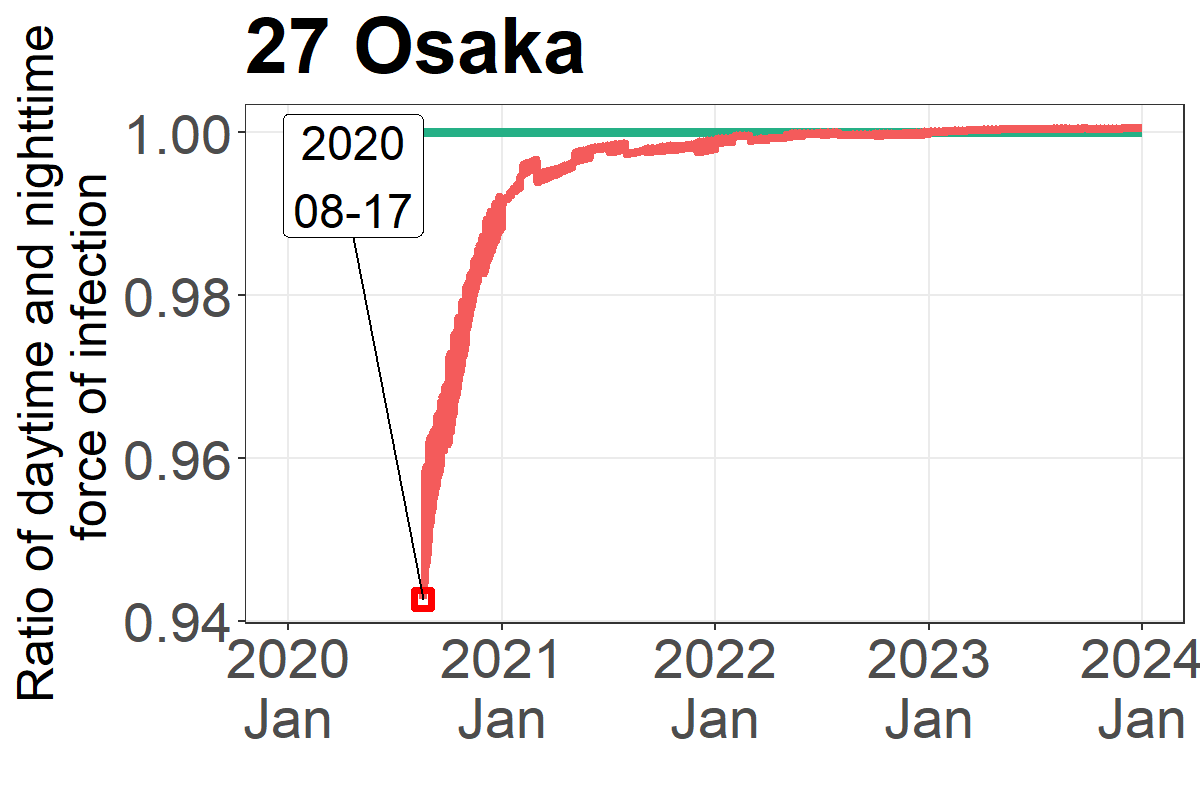 27 Osaka
Ratio of daytime and nighttime
force of infection
1.00
0.98
0.96
0.94
2020
08-17
2020
Jan
2021
Jan
2022
Jan
2023
Jan
2024
Jan